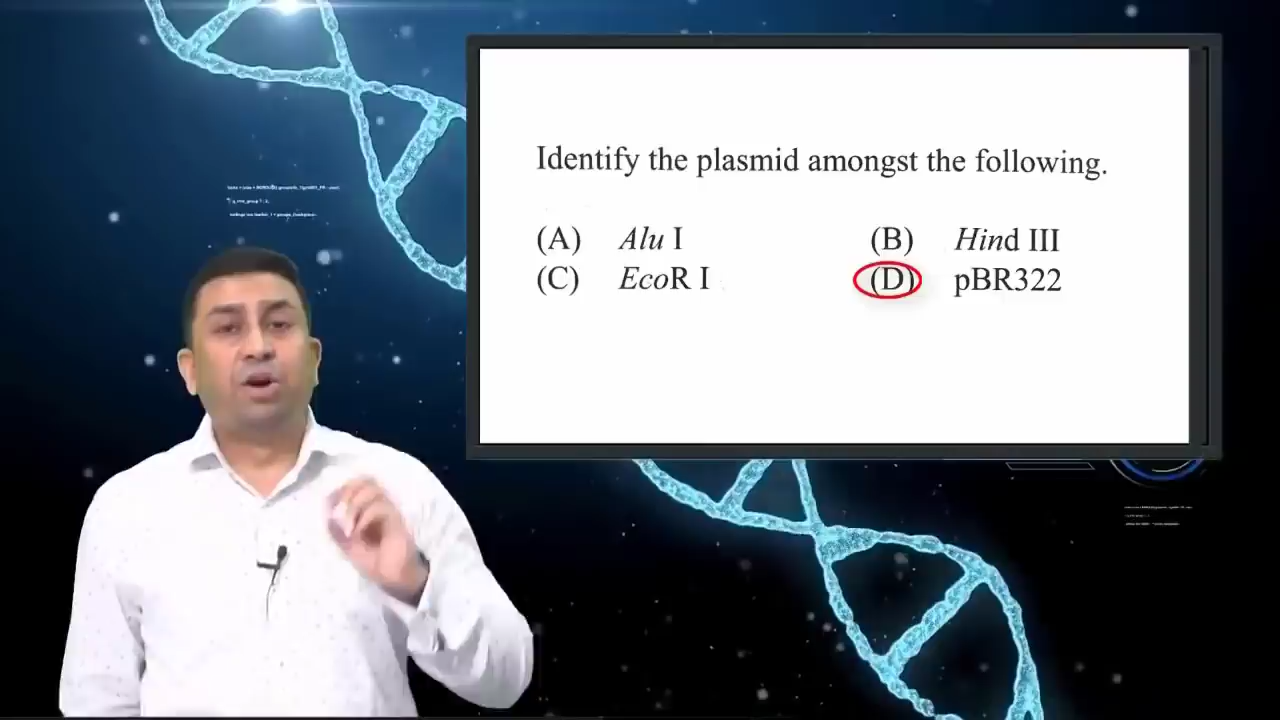 Identify the plasmid amongst the following.
(A) Alu I (B) Hind III
(C) EcoR I (D) pBR322